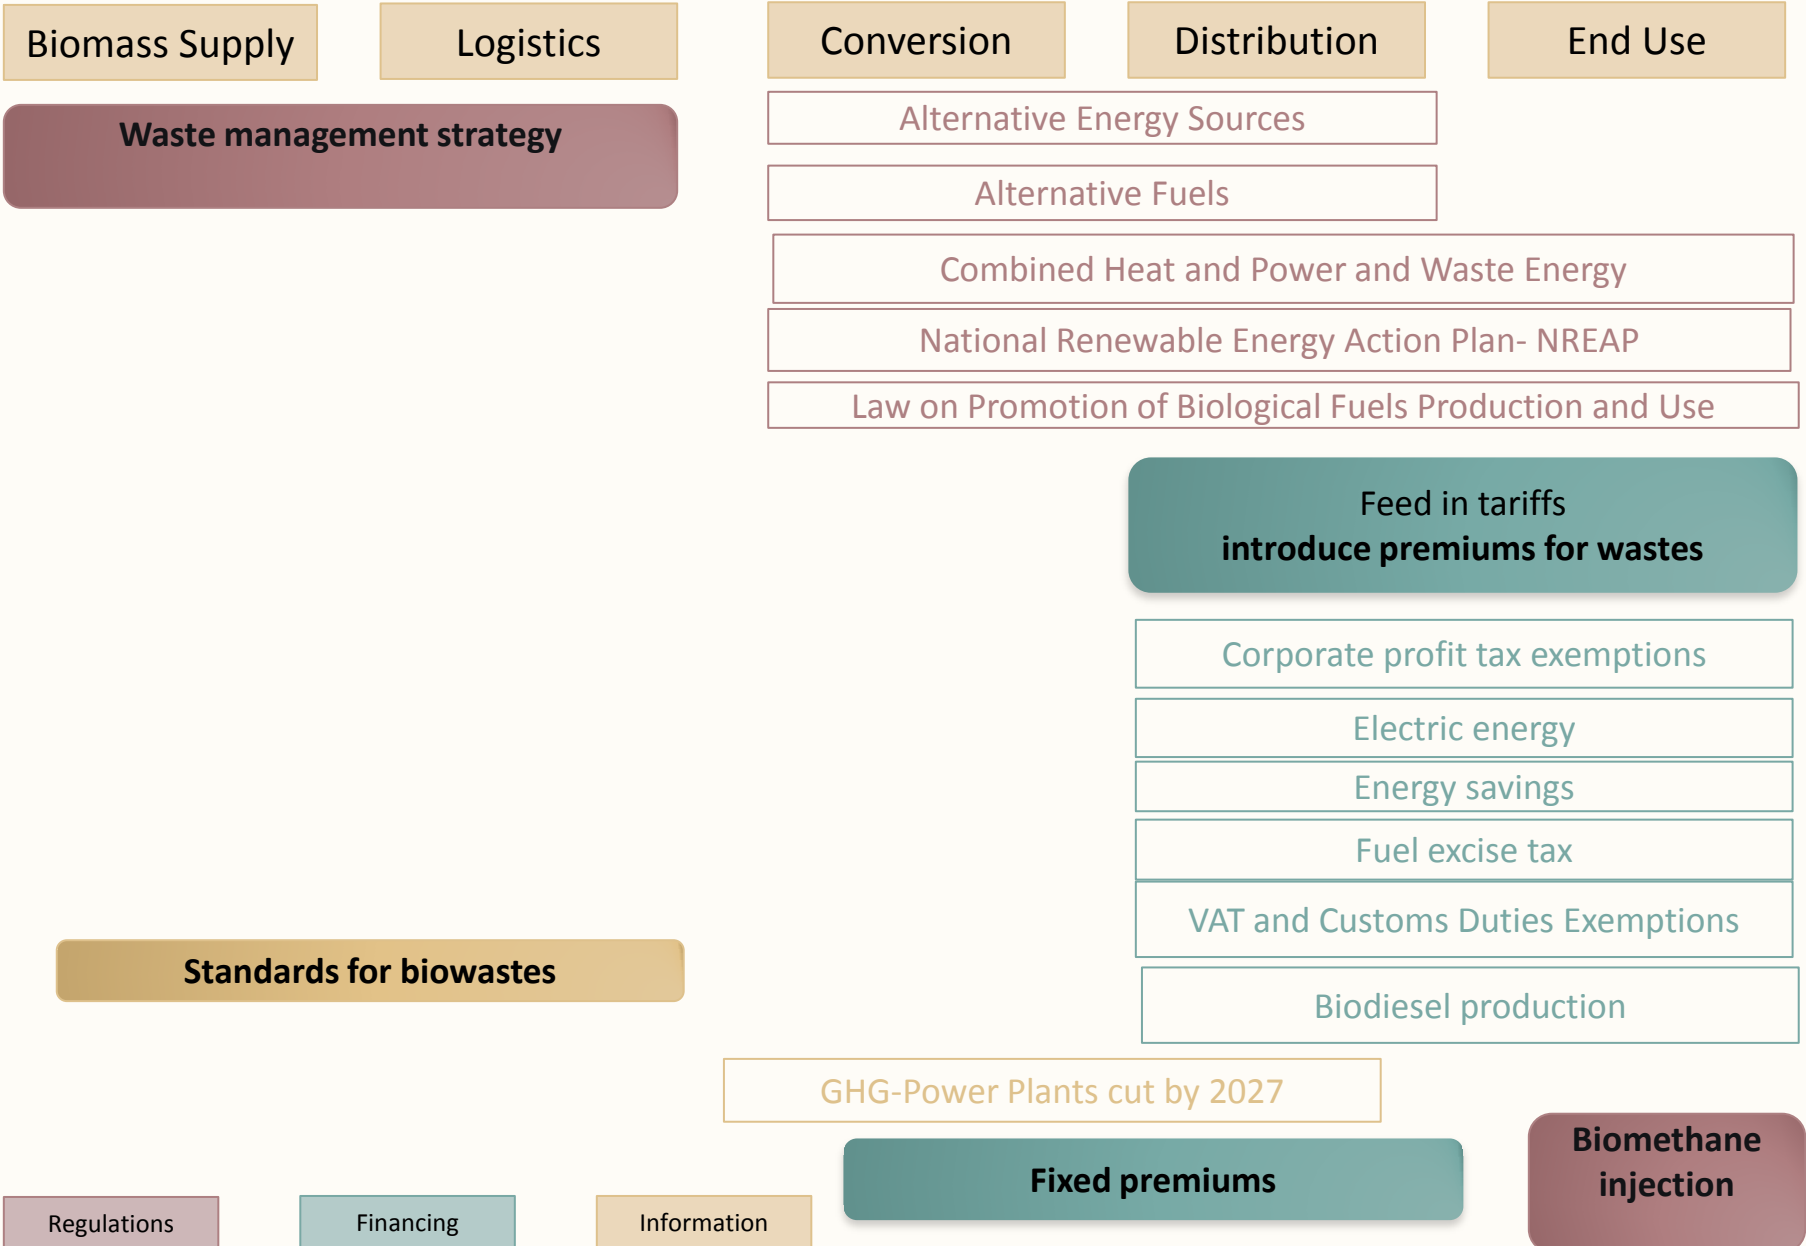 Biomass Supply
Logistics
Conversion
Distribution
End Use
Waste management strategy
Alternative Energy Sources
Alternative Fuels
Combined Heat and Power and Waste Energy
National Renewable Energy Action Plan- NREAP
Law on Promotion of Biological Fuels Production and Use
Feed in tariffs
introduce premiums for wastes
Corporate profit tax exemptions
Electric energy
Energy savings
Fuel excise tax
VAT and Customs Duties Exemptions
Standards for biowastes
Biodiesel production
GHG-Power Plants cut by 2027
Fixed premiums
Biomethane
injection
Regulations
Financing
Information